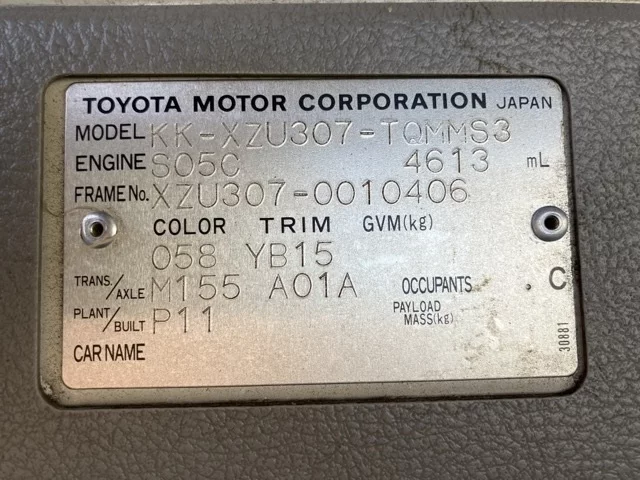 TOYOTA MOTOR CORPORATION JAPAN
MODEL KK-XZU307-TQMMS3
ENGINE S05C 4613 mL
FRAME No. XZU307-0010406
COLOR TRIM GVM(kg)
058 YB15
TRANS./AXLE M155 A01A OCCUPANTS . C
PLANT/BUILT P11 PAYLOAD MASS(kg)
CAR NAME
30881